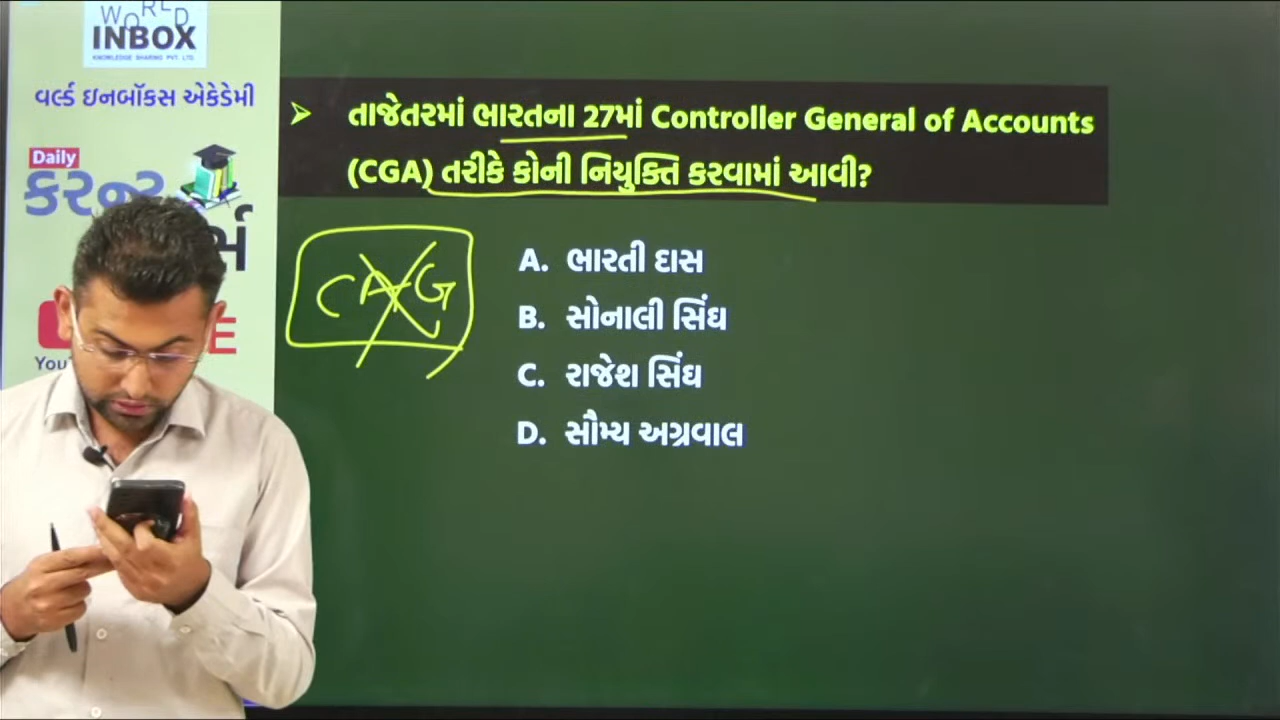 WORLD
INBOX
KNOWLEDGE SHARING PVT. LTD.
વર્લ્ડ ઇનબૉક્સ એકેડેમી
Daily
કરન્ટ
➤ તાજેતરમાં ભારતના 27માં Controller General of Accounts
(CGA) તરીકે કોની નિયુક્તિ કરવામાં આવી?
CAG
A. ભારતી દાસ
B. સોનાલી સિંઘ
C. રાજેશ સિંઘ
D. સૌમ્ય અગ્રવાલ